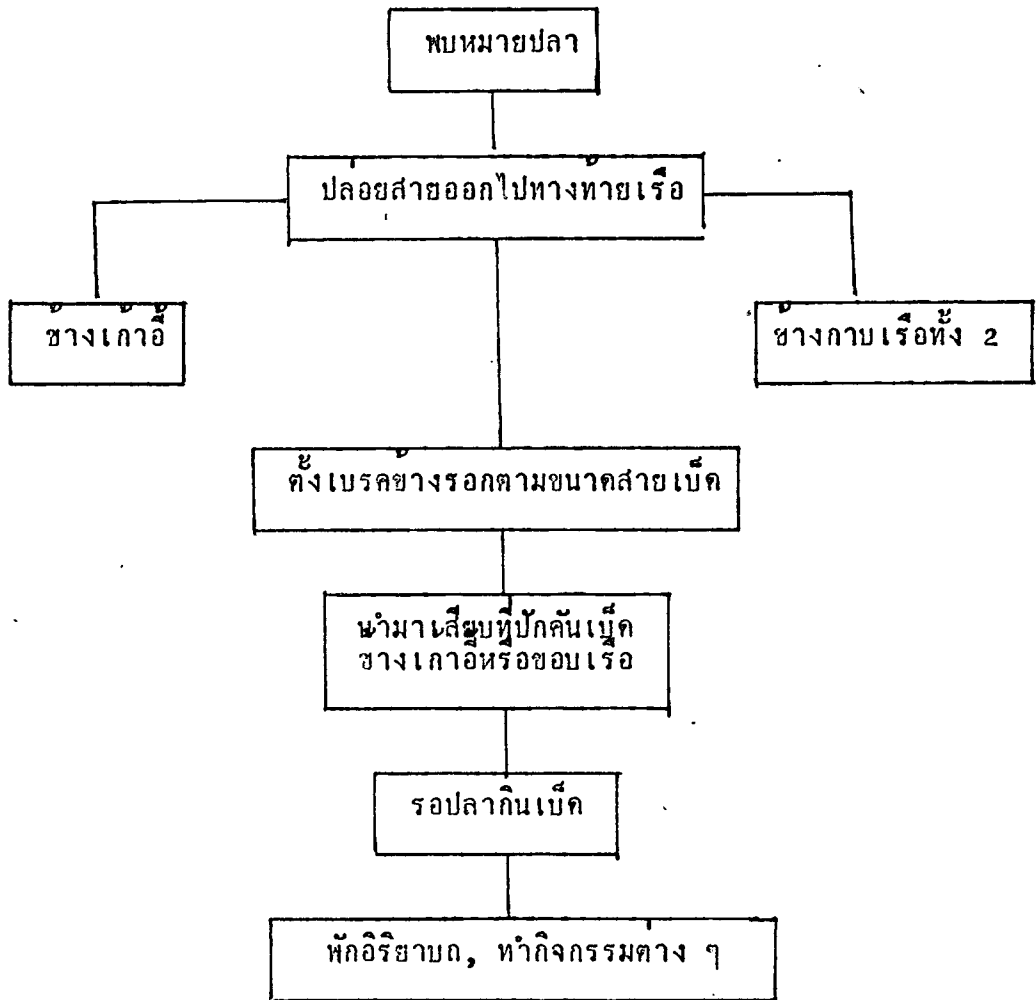 พบหมายปลา
ปล่อยสายออกไปทางท้ายเรือ
ข้างเก้าอี้
ข้างกาบเรือทั้ง 2
ตั้งเบรคข้างรอกตามขนาดสายเบ็ด
นำมาเสียบที่ปักคันเบ็ด
ข้างเกาอี้หรือขอบเรือ
รอปลากินเบ็ด
พักอิริยาบถ, ทำกิจกรรมต่าง ๆ